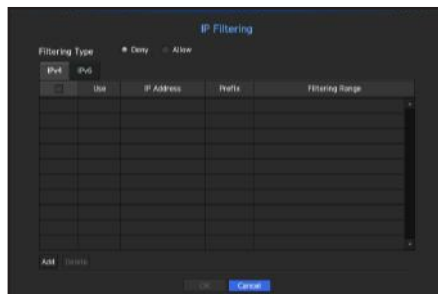 IP Filtering
Filtering Type Deny Allow
IPv4 IPv6
Use IP Address Prefix Filtering Range
Add Delete
OK Cancel